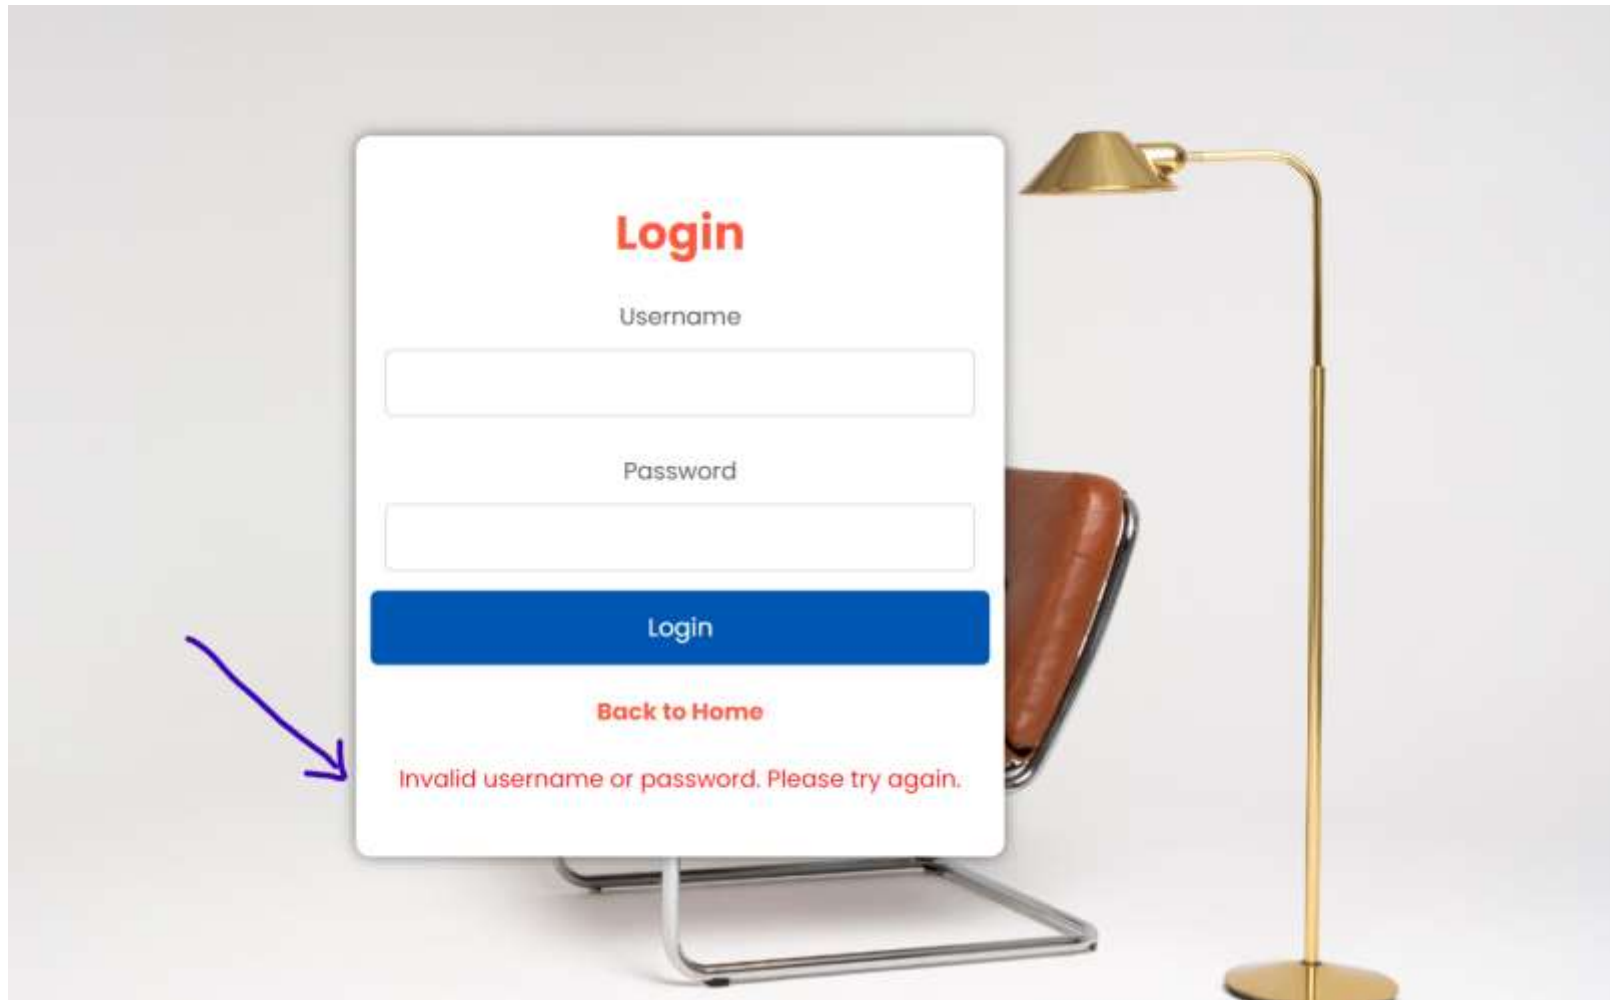 Login
Username
Password
Login
Back to Home
Invalid username or password. Please try again.